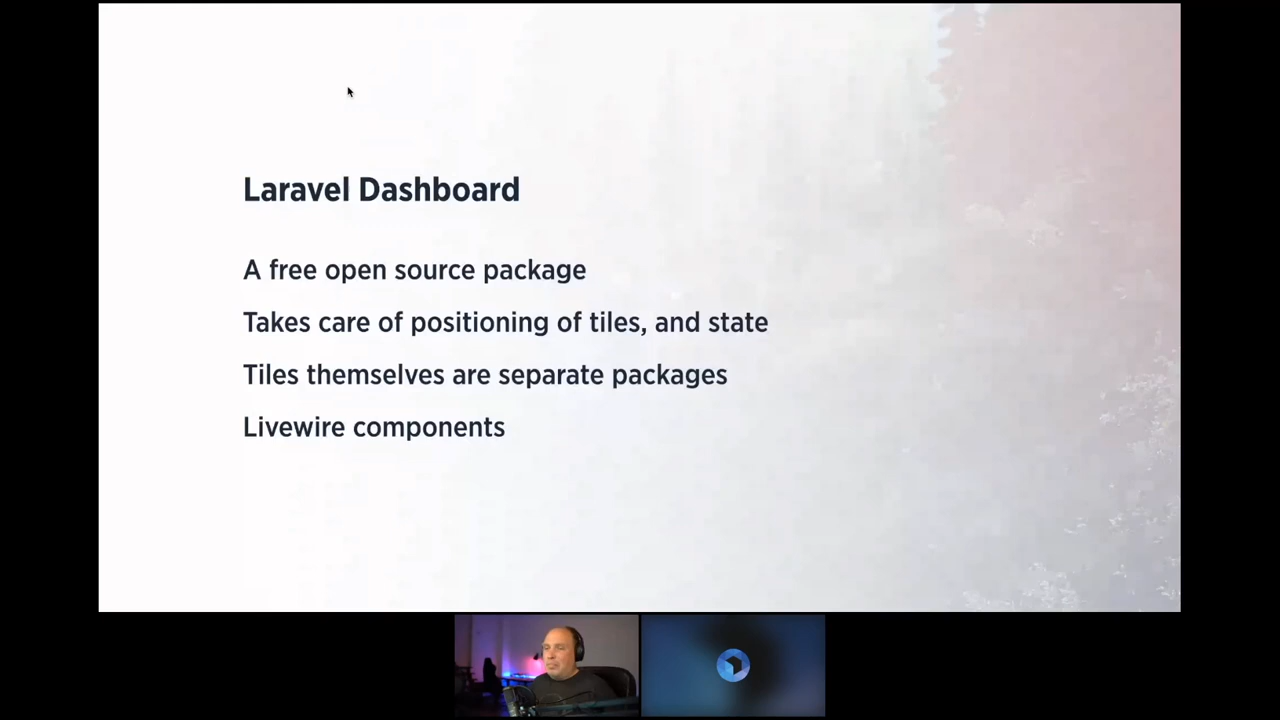 Laravel Dashboard
A free open source package
Takes care of positioning of tiles, and state
Tiles themselves are separate packages
Livewire components